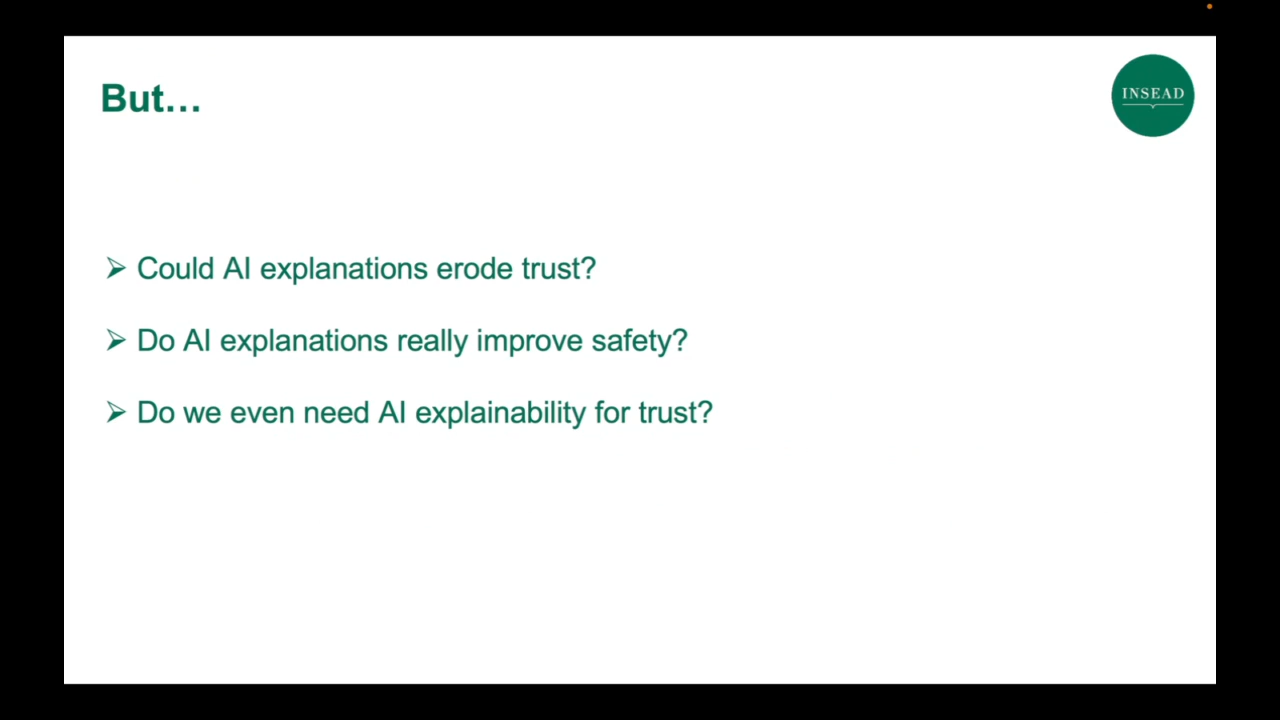 But...
INSEAD
➢ Could AI explanations erode trust?
➢ Do AI explanations really improve safety?
➢ Do we even need AI explainability for trust?